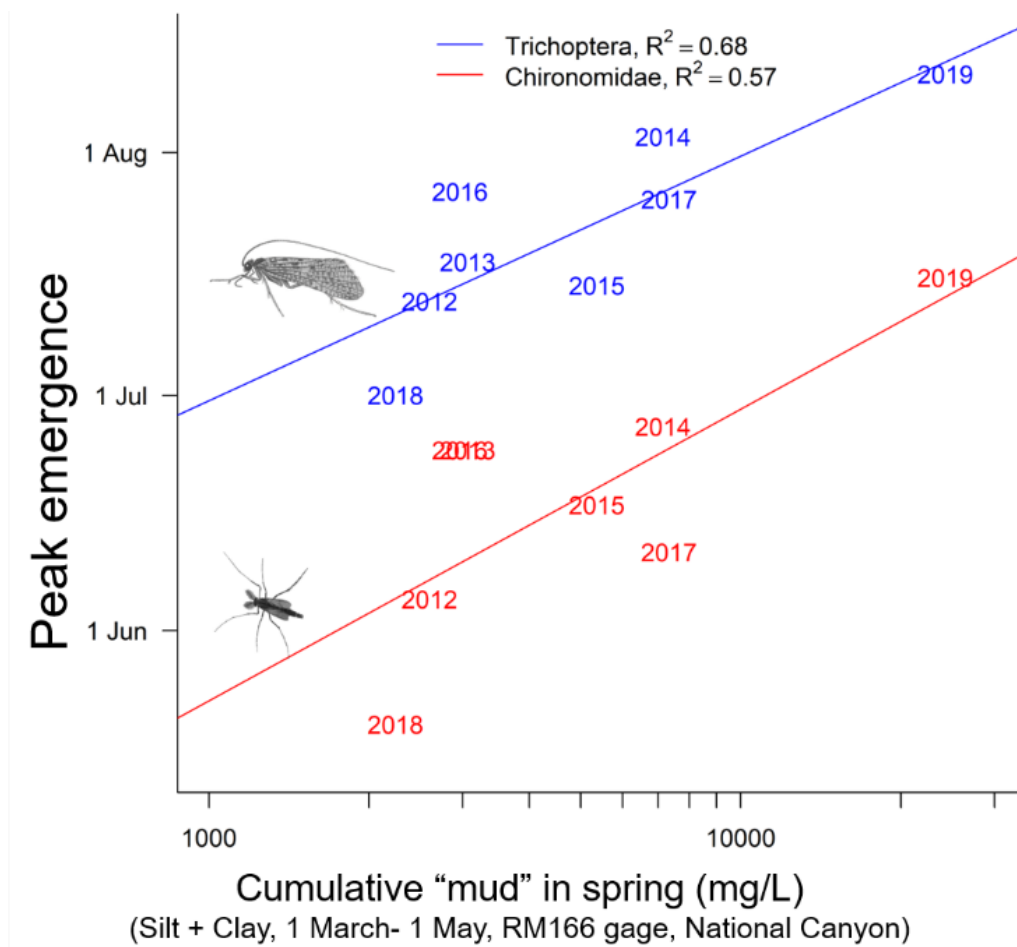 Trichoptera, R² = 0.68
Chironomidae, R² = 0.57
2019
2014
1 Aug
2016
2017
2013
2015
2019
2012
1 Jul
2018
2014
2016
2013
2015
2017
2012
1 Jun
2018
Peak emergence
1000
10000
Cumulative “mud” in spring (mg/L)
(Silt + Clay, 1 March- 1 May, RM166 gage, National Canyon)